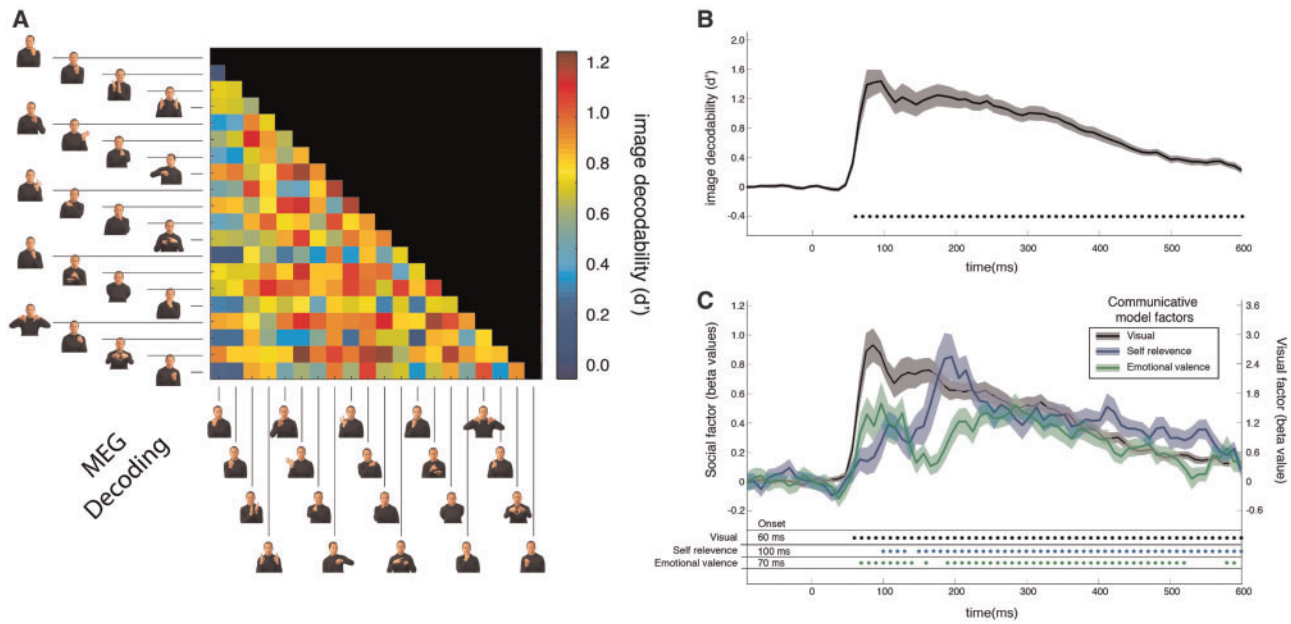 A
1.2
1.0
0.8
0.6
0.4
0.2
0.0
image decodability (d')
MEG
Decoding
B
2.0
1.6
1.2
0.8
0.4
0
-0.4
image decodability (d')
0
100
200
300
400
500
600
time(ms)
C
1.2
1.0
0.8
0.6
0.4
0.2
0
-0.2
Social factor (beta values)
Communicative
model factors
Visual
Self relevence
Emotional valence
3.6
3.0
2.4
1.8
1.2
0.6
0
-0.6
Visual factor (beta value)
Onset
Visual 60 ms
Self relevence 100 ms
Emotional valence 70 ms
0
100
200
300
400
500
600
time(ms)